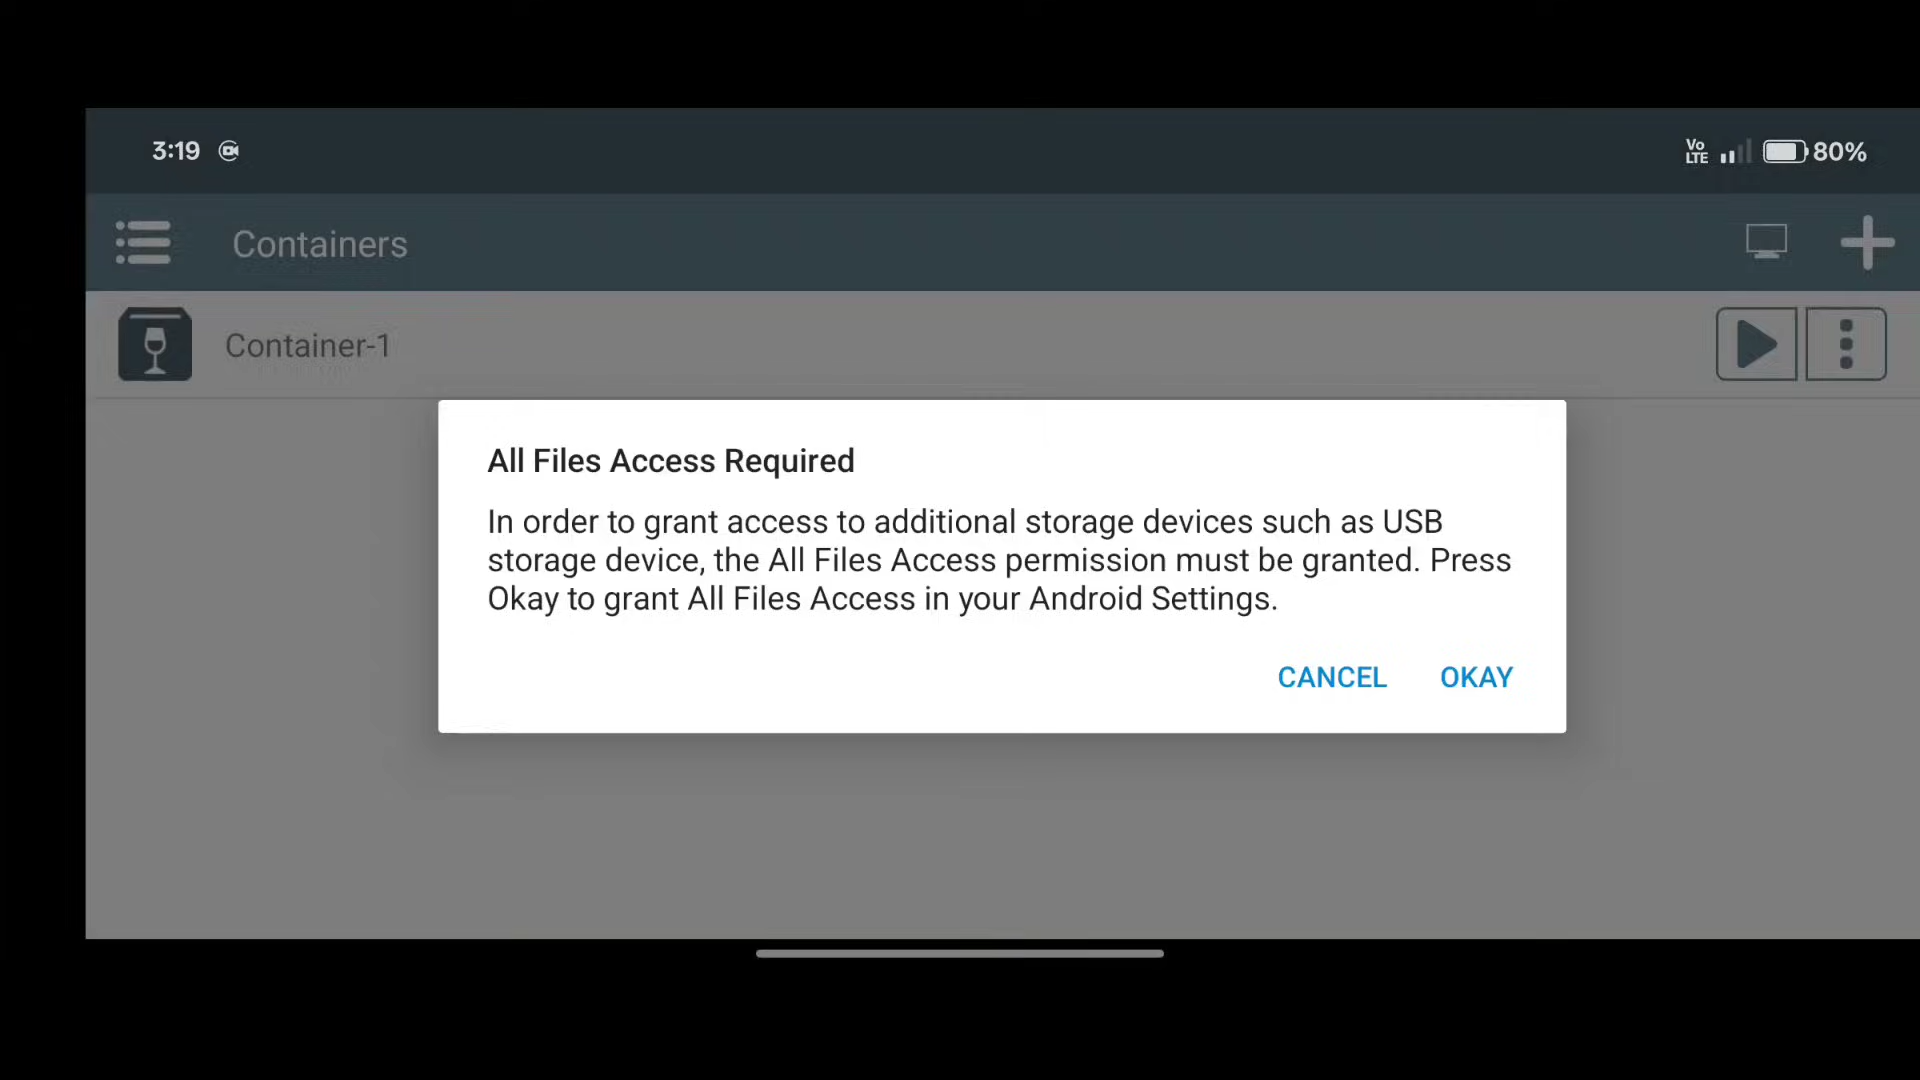 3:19
Vo
LTE
80%
Containers
Container-1
All Files Access Required
In order to grant access to additional storage devices such as USB
storage device, the All Files Access permission must be granted. Press
Okay to grant All Files Access in your Android Settings.
CANCEL OKAY